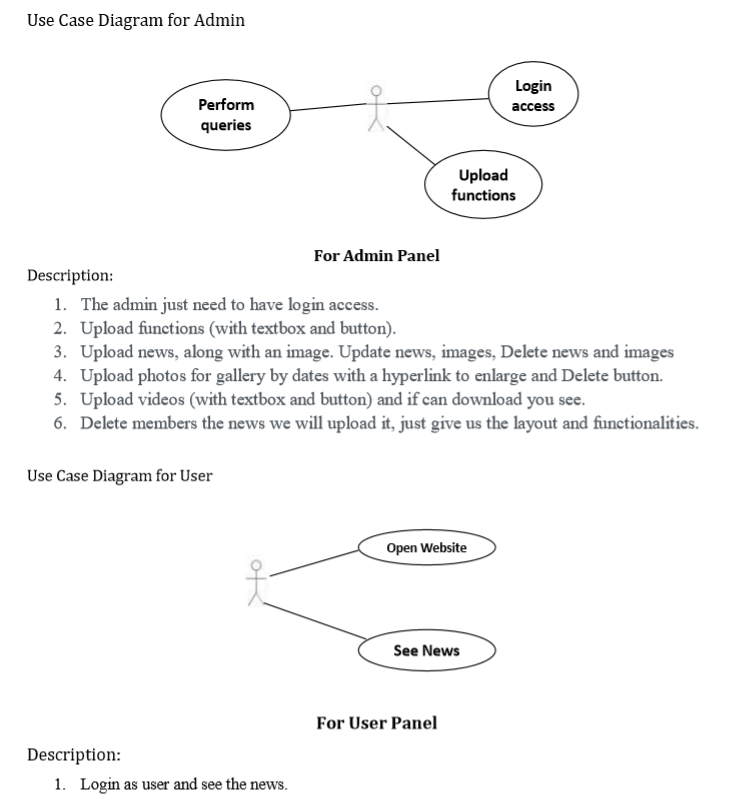 Use Case Diagram for Admin
Perform
queries
Login
access
Upload
functions
For Admin Panel
Description:
1. The admin just need to have login access.
2. Upload functions (with textbox and button).
3. Upload news, along with an image. Update news, images, Delete news and images
4. Upload photos for gallery by dates with a hyperlink to enlarge and Delete button.
5. Upload videos (with textbox and button) and if can download you see.
6. Delete members the news we will upload it, just give us the layout and functionalities.
Use Case Diagram for User
Open Website
See News
For User Panel
Description:
1. Login as user and see the news.